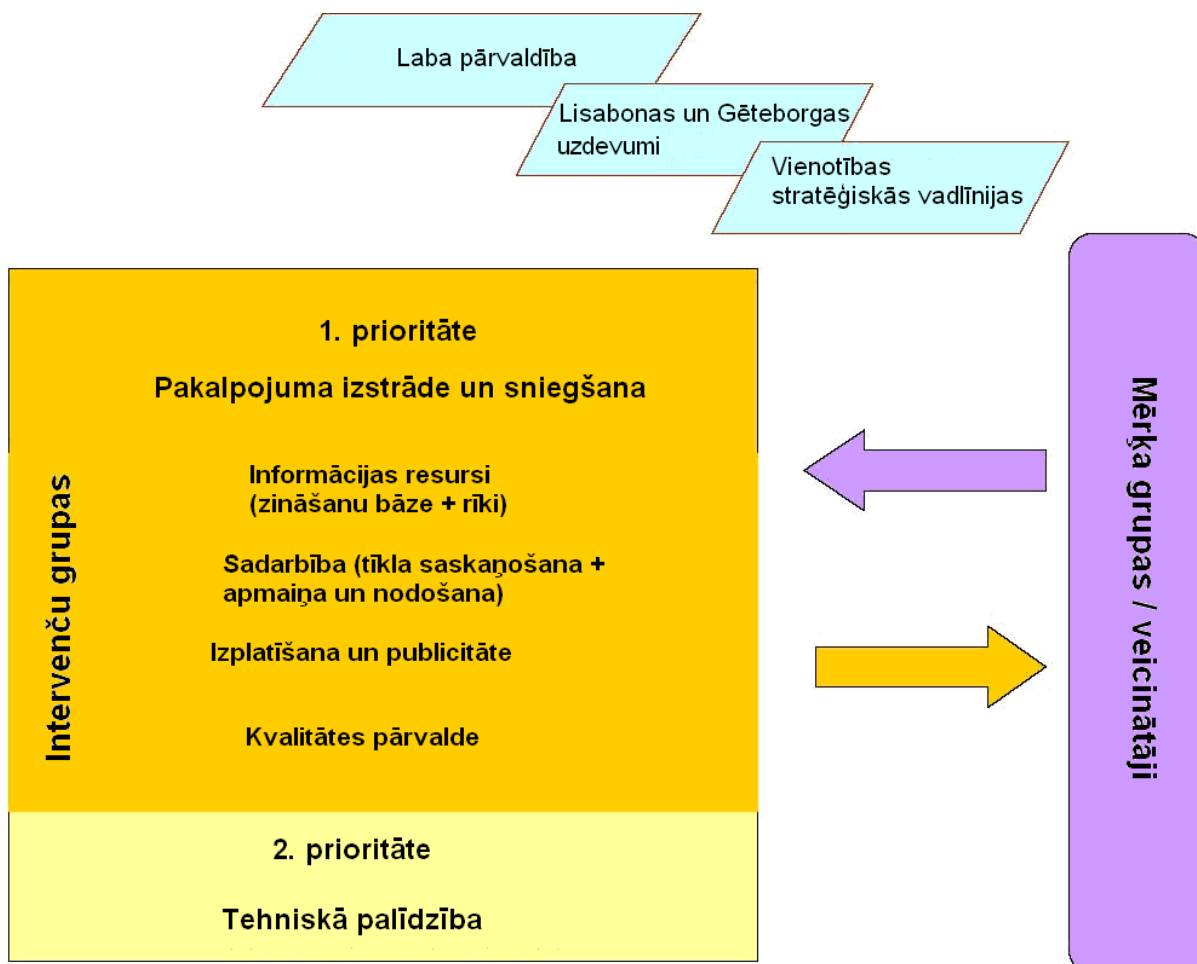 Laba pārvaldība
Lisabonas un Gēteborgas
uzdevumi
Vienotības
stratēģiskās vadlīnijas
1. prioritāte
Pakalpojuma izstrāde un sniegšana
Intervenču grupas
Informācijas resursi
(zināšanu bāze + rīki)
Sadarbība (tīkla saskaņošana +
apmaiņa un nodošana)
Izplatīšana un publicitāte
Kvalitātes pārvalde
2. prioritāte
Tehniskā palīdzība
Mērķa grupas / veicinātāji